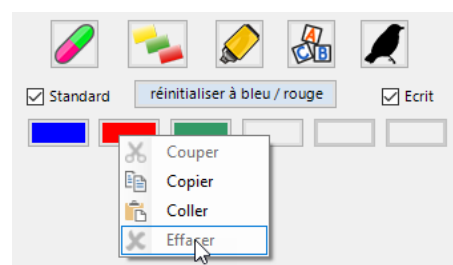 A
C B
Standard réinitialiser à bleu / rouge Ecrit
Couper
Copier
Coller
Effacer